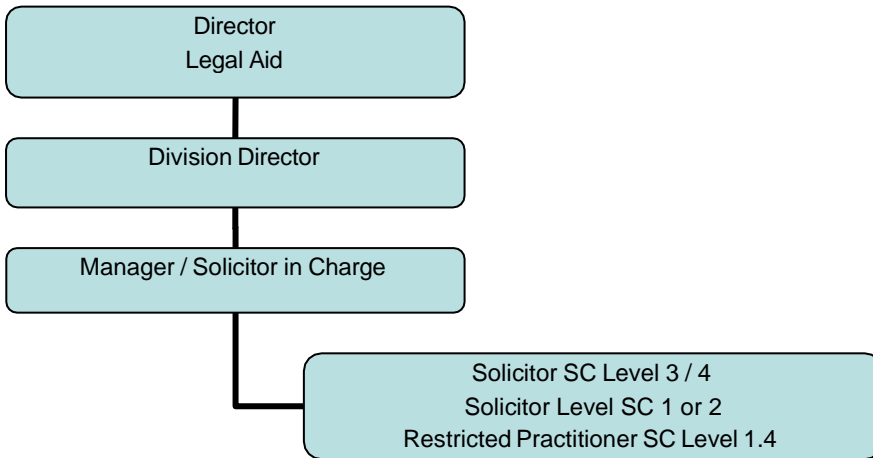 Director
Legal Aid
Division Director
Manager / Solicitor in Charge
Solicitor SC Level 3 / 4
Solicitor Level SC 1 or 2
Restricted Practitioner SC Level 1.4